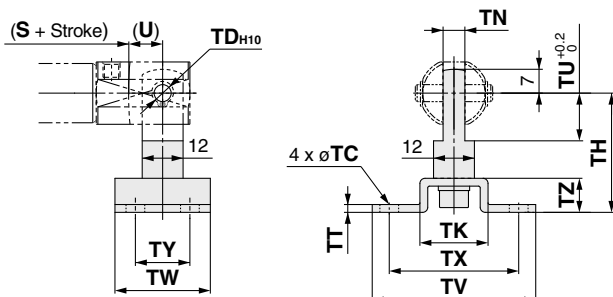 (S + Stroke)
(U)
TDH10
12
TY
TW
TN
TU+0.2 0
7
12
4 x øTC
TH
TZ
TT
TK
TX
TV